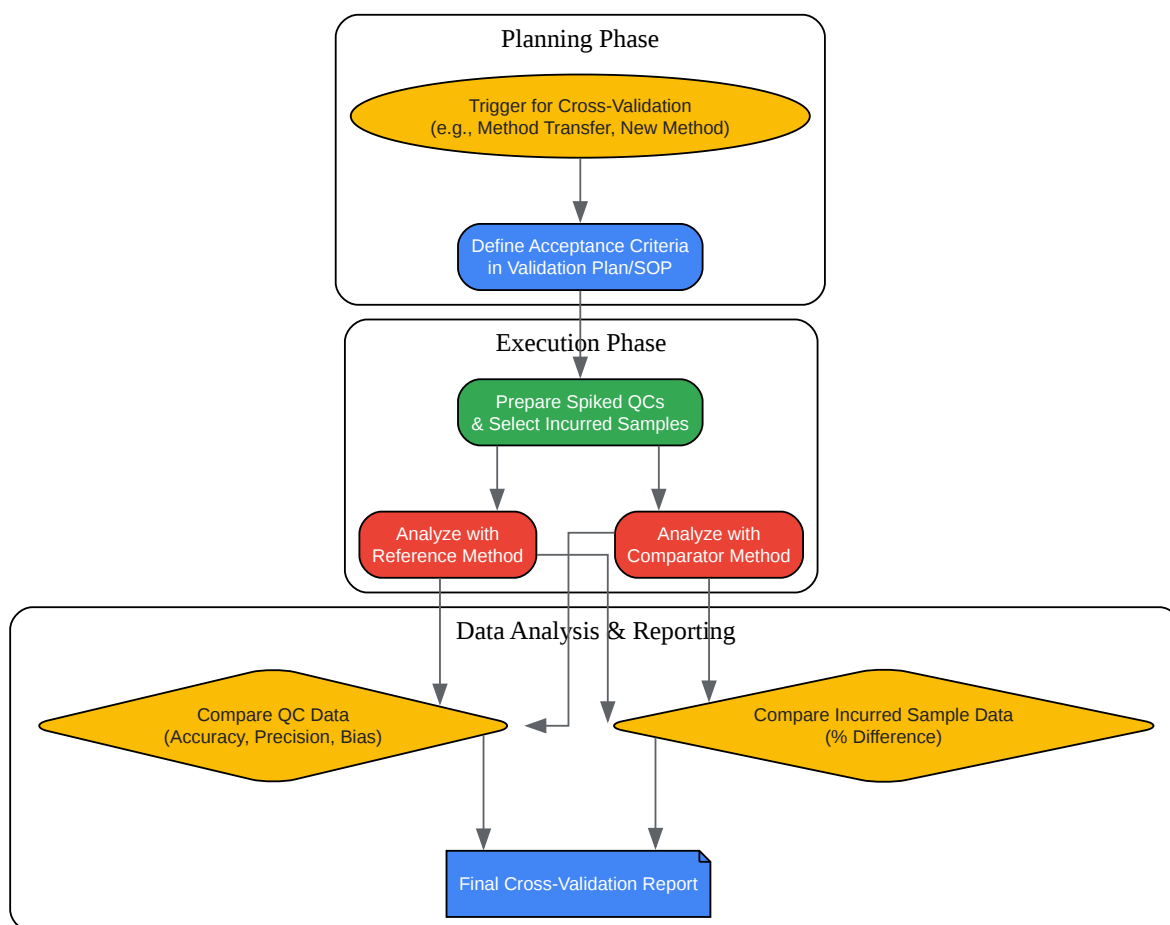 Planning Phase
Trigger for Cross-Validation
(e.g., Method Transfer, New Method)
Define Acceptance Criteria
in Validation Plan/SOP
Execution Phase
Prepare Spiked QCs
& Select Incurred Samples
Analyze with
Reference Method
Analyze with
Comparator Method
Data Analysis & Reporting
Compare QC Data
(Accuracy, Precision, Bias)
Compare Incurred Sample Data
(% Difference)
Final Cross-Validation Report